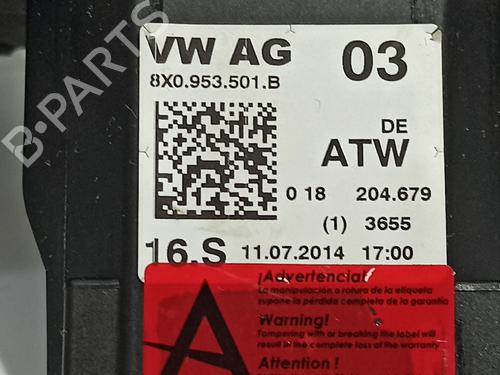 VW AG 03
8X0.953.501.B
DE
ATW
0 18 204.679
(1) 3655
16.S 11.07.2014 17:00
¡Advertencia!
La manipulación o rotura de la etiqueta
supone la pérdida completa de la garantía
Warning!
Tampering with or breaking the label will
result in the complete loss of the warranty
Attention !
A
B-PARTS